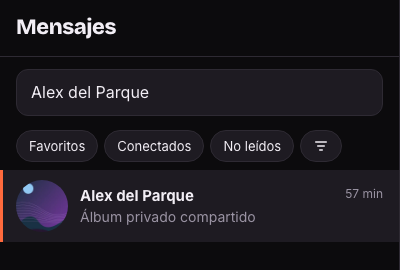 Mensajes
Alex del Parque
Favoritos
Conectados
No leídos
Alex del Parque
57 min
Álbum privado compartido